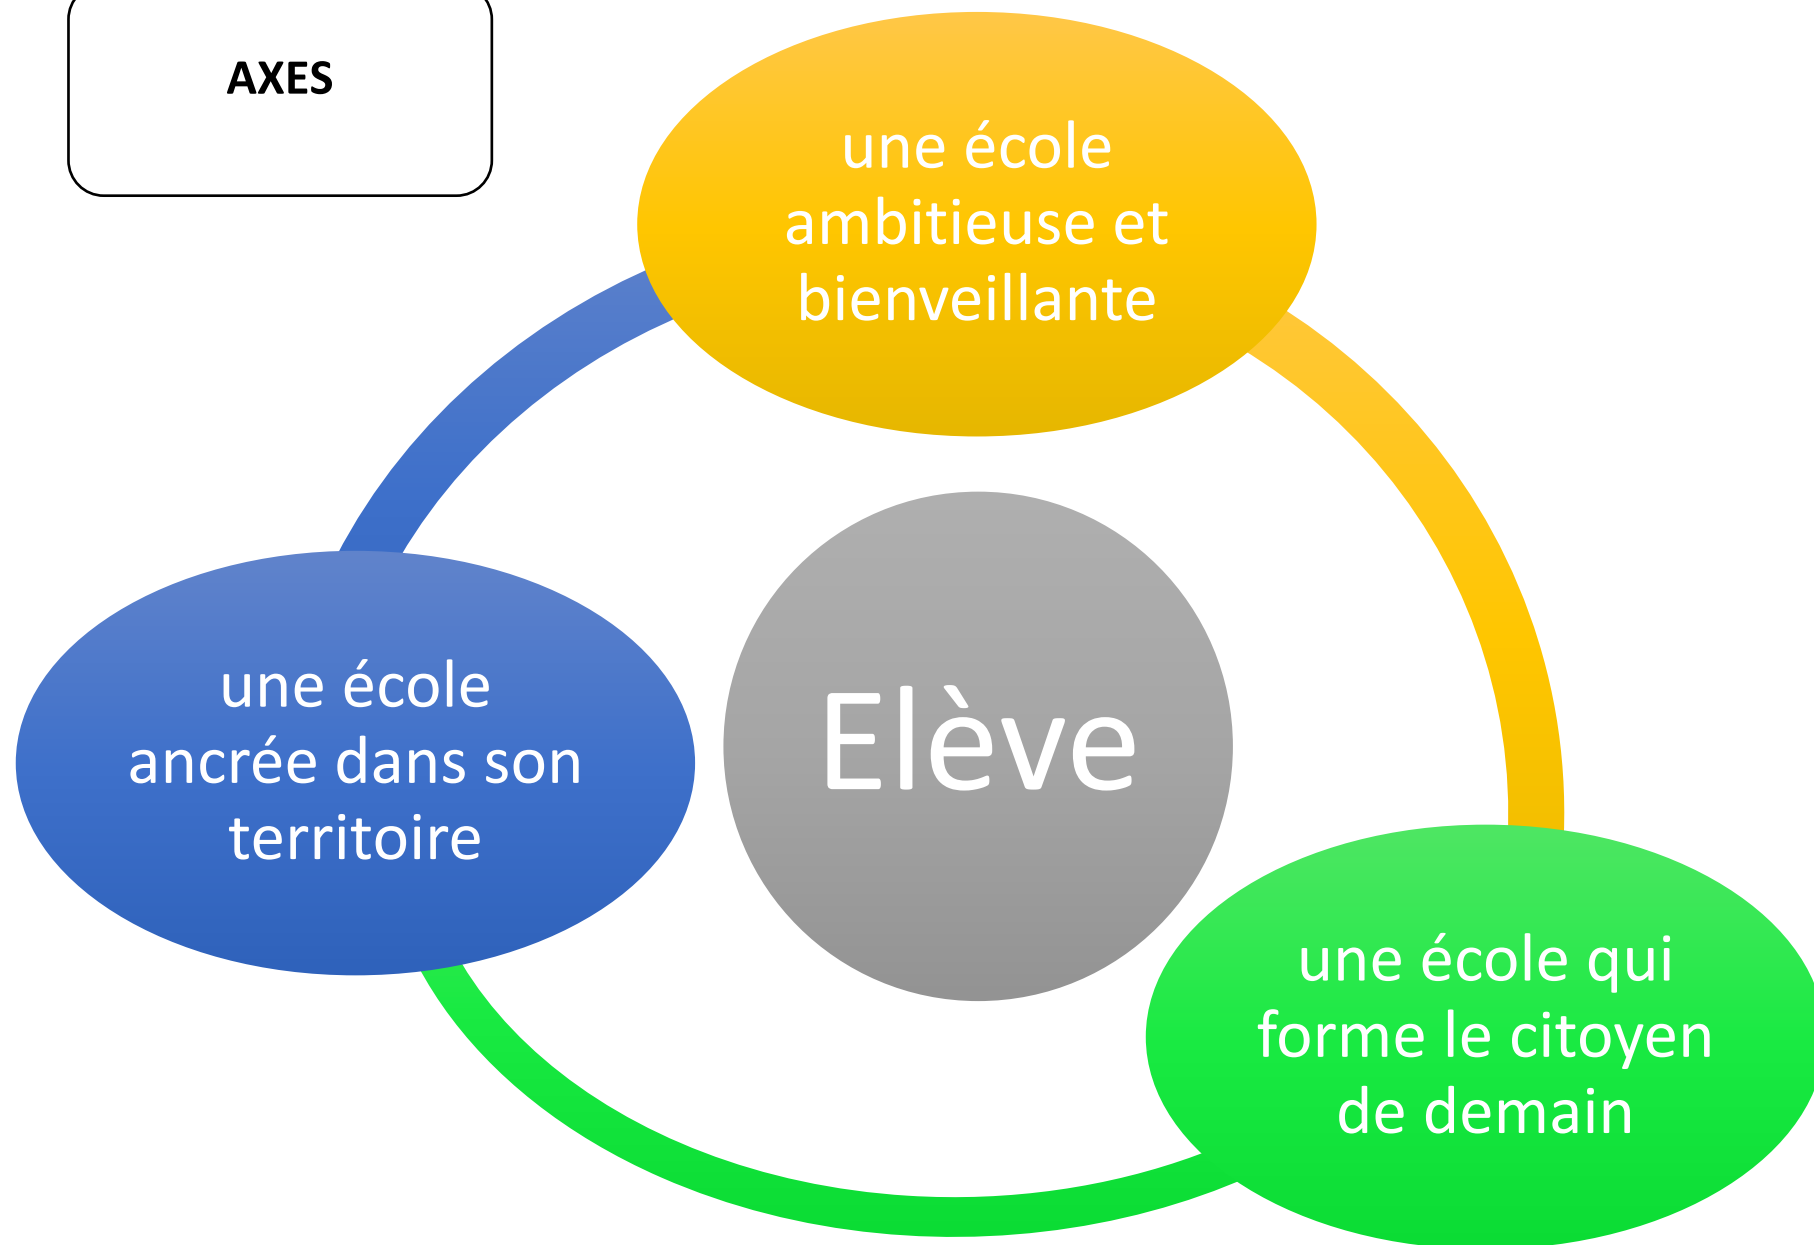 AXES
une école
ambitieuse et
bienveillante
une école
ancrée dans son
territoire
Elève
une école qui
forme le citoyen
de demain